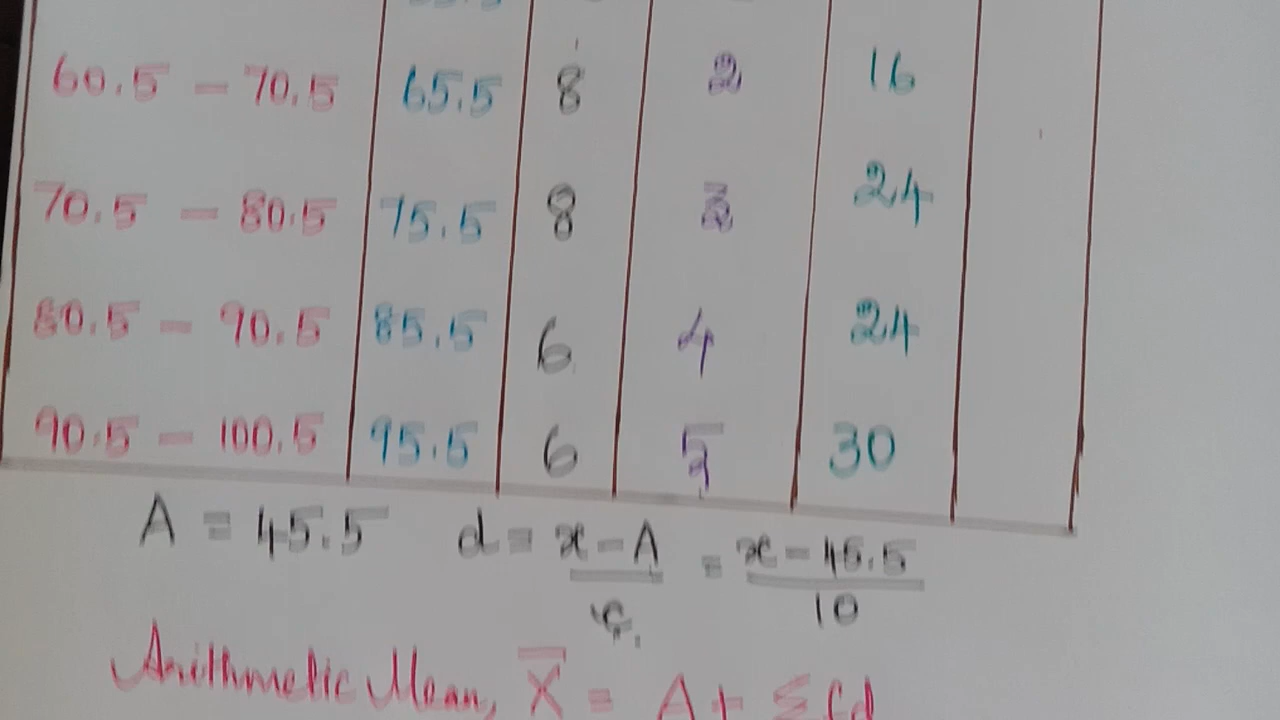 60.5 - 70.5 65.5 8 2 16
70.5 - 80.5 75.5 8 3 24
80.5 - 90.5 85.5 6 4 24
90.5 - 100.5 95.5 6 5 30
A = 45.5 d = x - A / c = x - 45.5 / 10
Arithmetic Mean, X̅ = A + Σfd